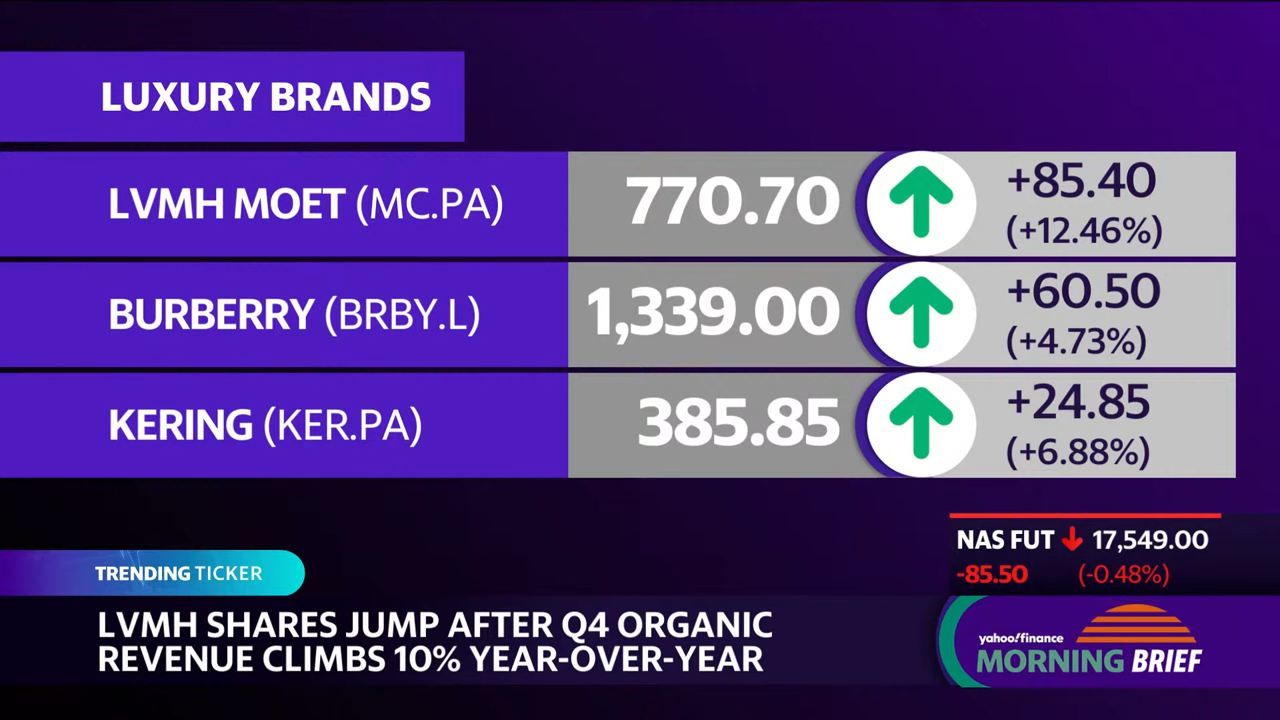 LUXURY BRANDS
LVMH MOET (MC.PA) 770.70 +85.40
(+12.46%)
BURBERRY (BRBY.L) 1,339.00 +60.50
(+4.73%)
KERING (KER.PA) 385.85 +24.85
(+6.88%)
NAS FUT 17,549.00
-85.50 (-0.48%)
TRENDING TICKER
LVMH SHARES JUMP AFTER Q4 ORGANIC
REVENUE CLIMBS 10% YEAR-OVER-YEAR
yahoo!finance
MORNING BRIEF